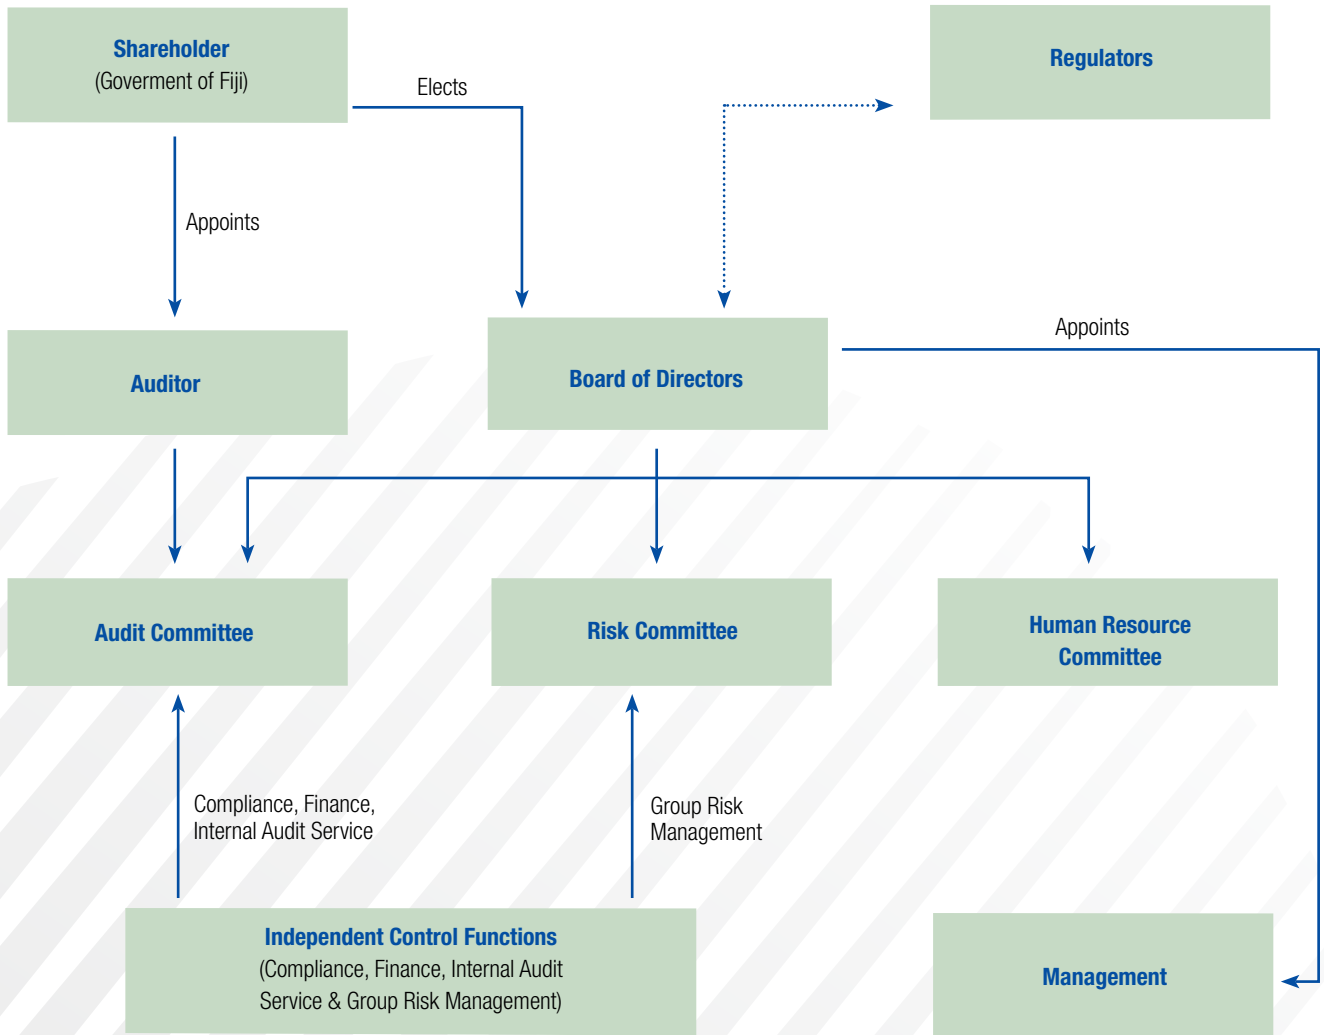 Shareholder
(Goverment of Fiji)
Regulators
Elects
Appoints
Auditor
Board of Directors
Appoints
Audit Committee
Risk Committee
Human Resource
Committee
Compliance, Finance,
Internal Audit Service
Group Risk
Management
Independent Control Functions
(Compliance, Finance, Internal Audit
Service & Group Risk Management)
Management